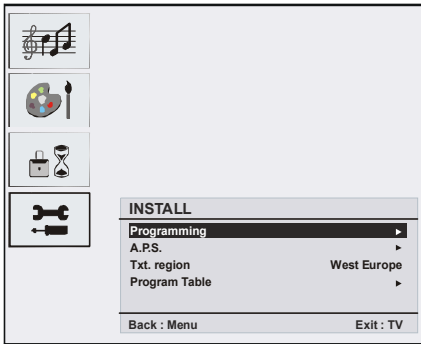 INSTALL
Programming ►
A.P.S. ►
Txt. region West Europe
Program Table ►
Back : Menu Exit : TV